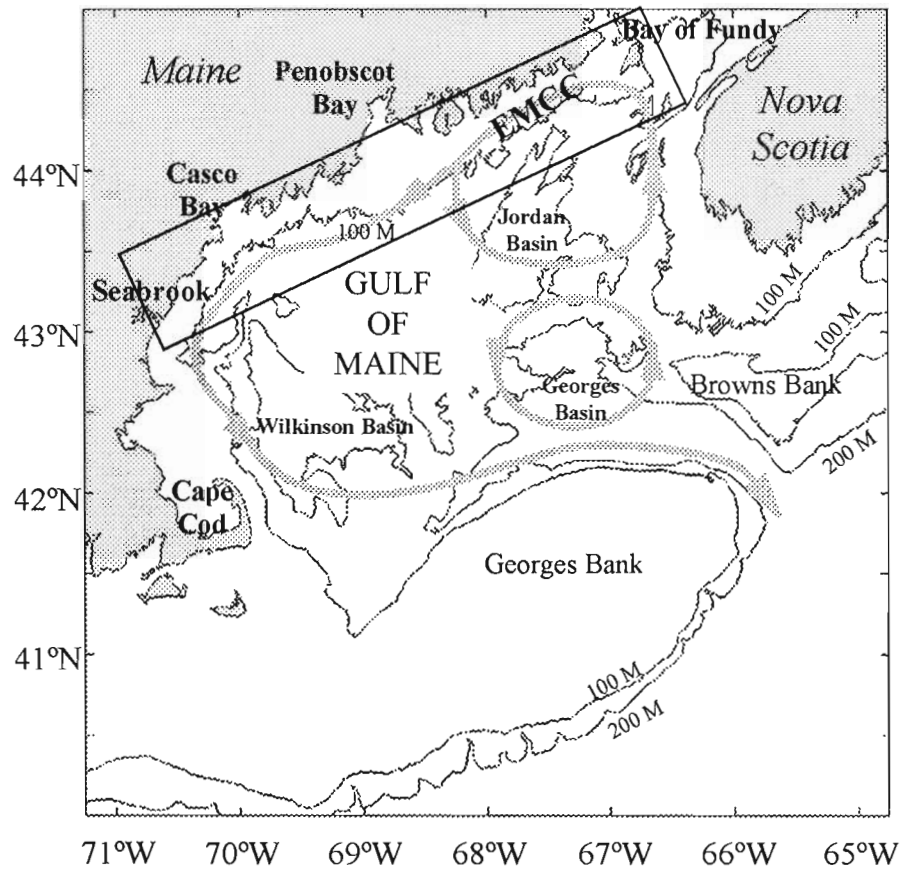 Bay of Fundy
Maine
Penobscot
Bay
EMCC
Nova
Scotia
44°N
Casco
Bay
Jordan
Basin
100 M
Seabrook
GULF
OF
MAINE
100 M
43°N
100 M
Browns Bank
Georges
Basin
Wilkinson Basin
200 M
42°N
Cape
Cod
Georges Bank
41°N
100 M
200 M
71°W 70°W 69°W 68°W 67°W 66°W 65°W